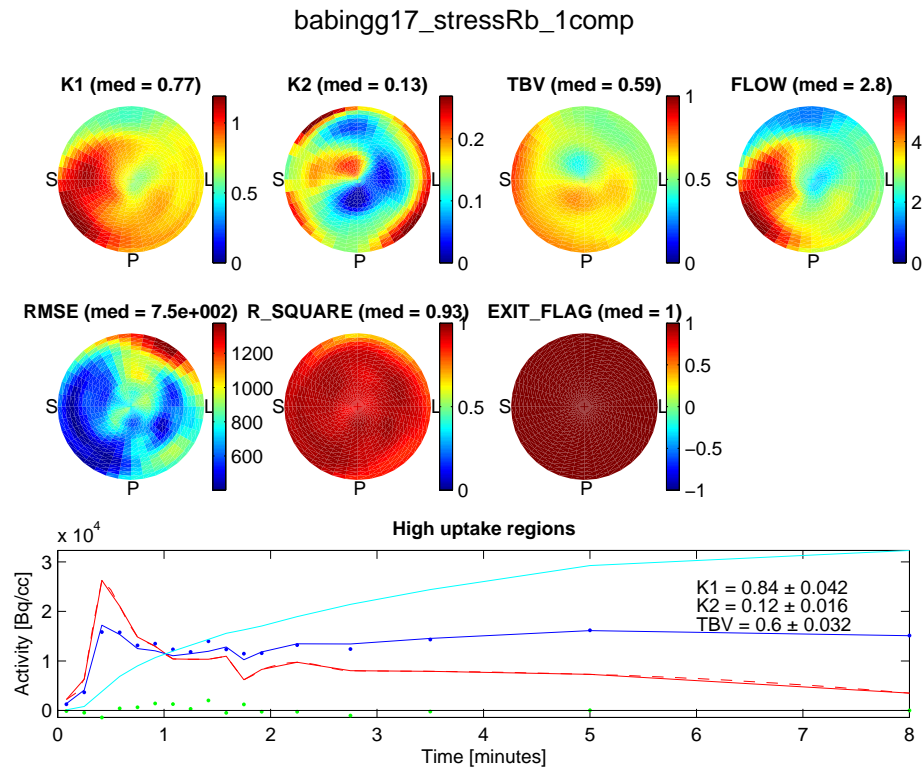 babingg17_stressRb_1comp
K1 (med = 0.77)
K2 (med = 0.13)
TBV (med = 0.59)
FLOW (med = 2.8)
S
P
1
0.5
0
S
L
P
0.2
0.1
0
S
L
P
1
0.5
0
S
L
P
4
2
0
RMSE (med = 7.5e+002)
R_SQUARE (med = 0.93)
EXIT_FLAG (med = 1)
S
L
P
1200
1000
800
600
S
L
P
1
0.5
0
S
L
P
1
0.5
0
−0.5
−1
High uptake regions
x 10^4
Activity [Bq/cc]
3
2
1
0
K1 = 0.84 ± 0.042
K2 = 0.12 ± 0.016
TBV = 0.6 ± 0.032
0 1 2 3 4 5 6 7 8
Time [minutes]